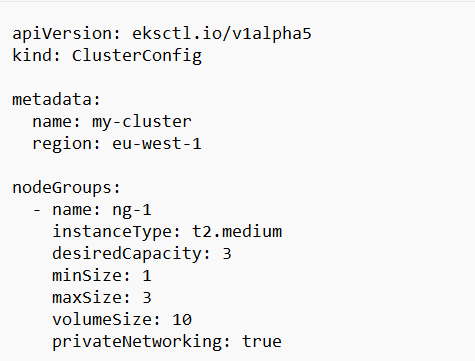 apiVersion: eksctl.io/v1alpha5
kind: ClusterConfig

metadata:
  name: my-cluster
  region: eu-west-1

nodeGroups:
  - name: ng-1
    instanceType: t2.medium
    desiredCapacity: 3
    minSize: 1
    maxSize: 3
    volumeSize: 10
    privateNetworking: true